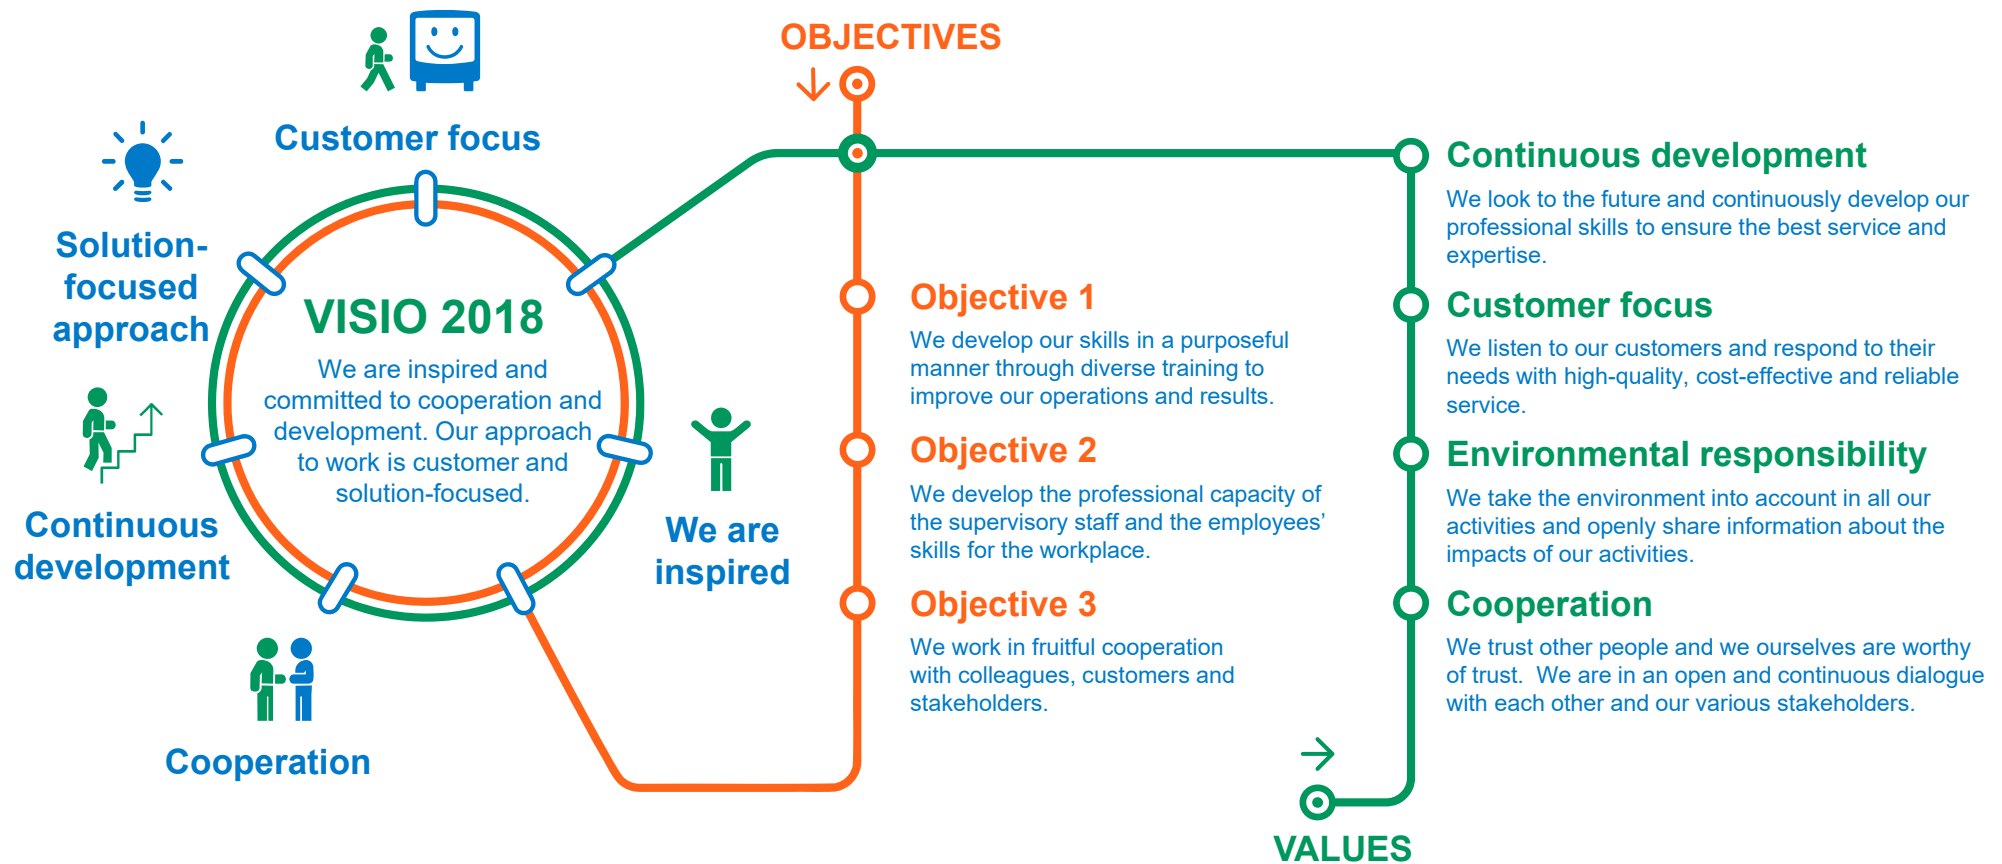 Customer focus
Solution-
focused
approach
Continuous
development
Cooperation
We are
inspired
VISIO 2018
We are inspired and
committed to cooperation and
development. Our approach
to work is customer and
solution-focused.
OBJECTIVES
Objective 1
We develop our skills in a purposeful
manner through diverse training to
improve our operations and results.
Objective 2
We develop the professional capacity of
the supervisory staff and the employees’
skills for the workplace.
Objective 3
We work in fruitful cooperation
with colleagues, customers and
stakeholders.
Continuous development
We look to the future and continuously develop our
professional skills to ensure the best service and
expertise.
Customer focus
We listen to our customers and respond to their
needs with high-quality, cost-effective and reliable
service.
Environmental responsibility
We take the environment into account in all our
activities and openly share information about the
impacts of our activities.
Cooperation
We trust other people and we ourselves are worthy
of trust.  We are in an open and continuous dialogue
with each other and our various stakeholders.
VALUES